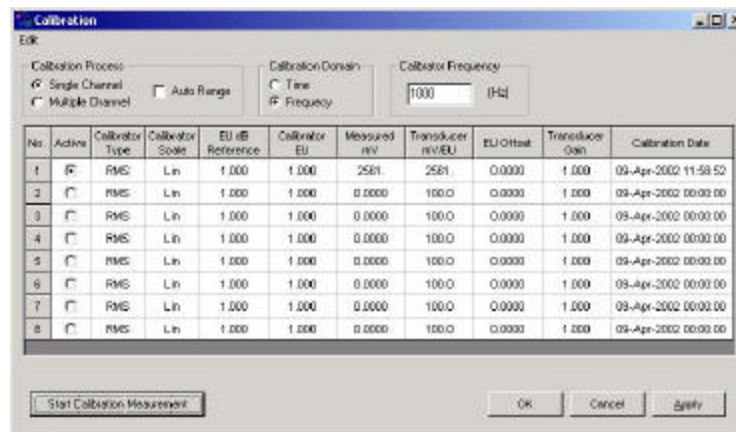 Calibration
Edit
Calibration Process
Single Channel
Multiple Channel
Auto Range
Calibration Domain
Time
Frequecy
Calibrator Frequency
1000 (Hz)
No. Active Calibrator Type Calibrator Scale EU dB Reference Calibrator EU Measured mV Transducer mV/EU EU Offset Transducer Gain Calibration Date
1 RMS Lin 1.000 1.000 2581. 2581. 0.0000 1.000 09-Apr-2002 11:58:52
2 RMS Lin 1.000 1.000 0.0000 100.0 0.0000 1.000 09-Apr-2002 00:00:00
3 RMS Lin 1.000 1.000 0.0000 100.0 0.0000 1.000 09-Apr-2002 00:00:00
4 RMS Lin 1.000 1.000 0.0000 100.0 0.0000 1.000 09-Apr-2002 00:00:00
5 RMS Lin 1.000 1.000 0.0000 100.0 0.0000 1.000 09-Apr-2002 00:00:00
6 RMS Lin 1.000 1.000 0.0000 100.0 0.0000 1.000 09-Apr-2002 00:00:00
7 RMS Lin 1.000 1.000 0.0000 100.0 0.0000 1.000 09-Apr-2002 00:00:00
8 RMS Lin 1.000 1.000 0.0000 100.0 0.0000 1.000 09-Apr-2002 00:00:00
Start Calibration Measurement OK Cancel Apply